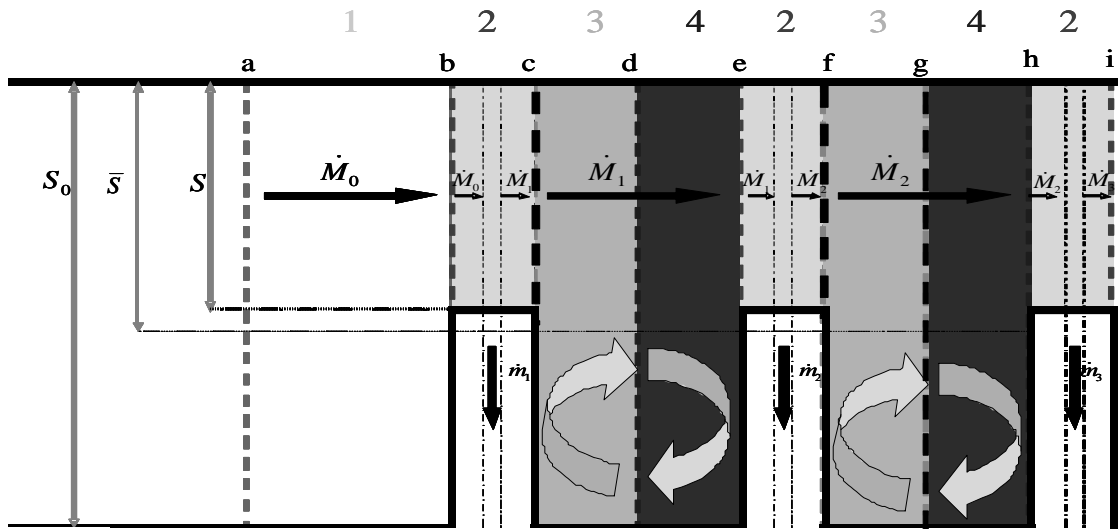 1 2 3 4 2 3 4 2
a b c d e f g h i
S₀ S̅ S Ṁ₀ Ṁ₀ Ṁ₁ Ṁ₁ Ṁ₁ Ṁ₂ Ṁ₂ Ṁ₂ Ṁ₃
ṁ₁ ṁ₂ ṁ₃